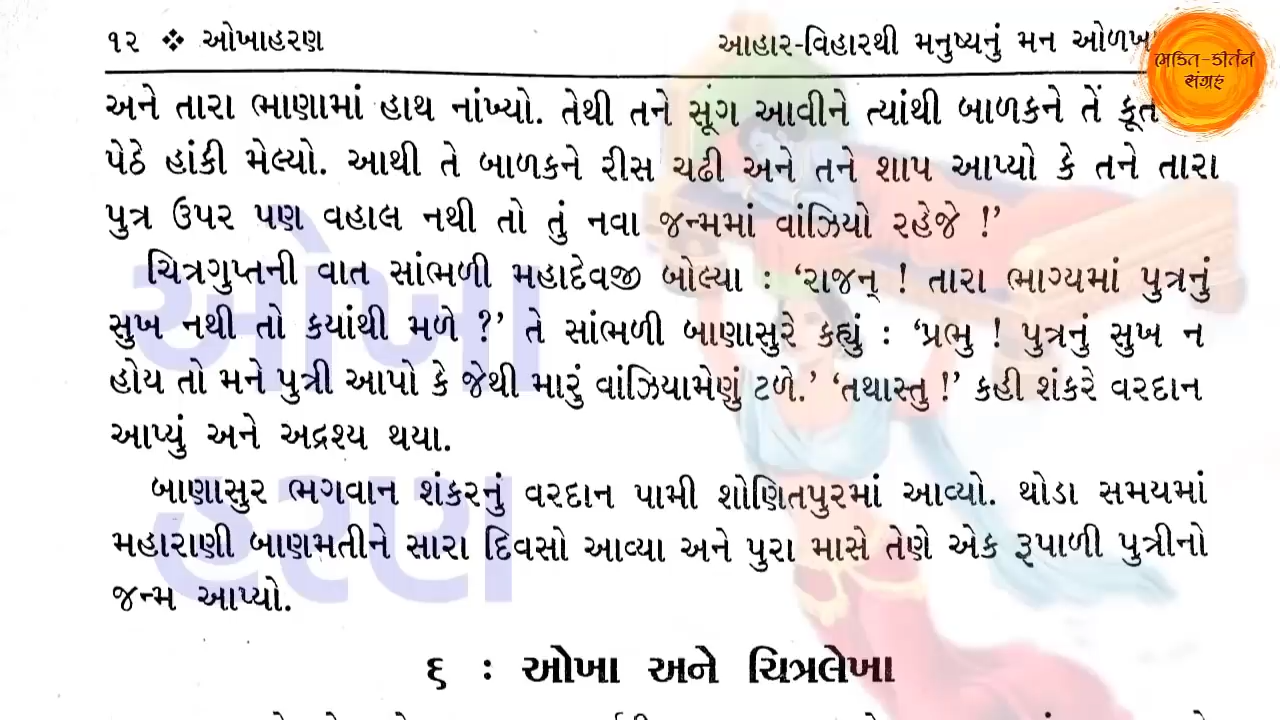 ૧૨ ❖ ઓખાહરણ
આહાર-વિહારથી મનુષ્યનું મન
ભક્તિ-કીર્તન
સંગ્રહ
અને તારા ભાણામાં હાથ નાંખ્યો. તેથી તને સૂંગ આવીને ત્યાંથી બાળકને તેં
પેઠે હાંકી મેલ્યો. આથી તે બાળકને રીસ ચઢી અને તને શાપ આપ્યો કે તને તારા
પુત્ર ઉપર પણ વહાલ નથી તો તું નવા જન્મમાં વાંઝિયો રહેજે !’
ચિત્રગુપ્તની વાત સાંભળી મહાદેવજી બોલ્યા : ‘રાજન્ ! તારા ભાગ્યમાં પુત્રનું
સુખ નથી તો કયાંથી મળે ?’ તે સાંભળી બાણાસુરે કહ્યું : ‘પ્રભુ ! પુત્રનું સુખ ન
હોય તો મને પુત્રી આપો કે જેથી મારું વાંઝિયામેણું ટળે.’ ‘તથાસ્તુ !’ કહી શંકરે વરદાન
આપ્યું અને અદ્રશ્ય થયા.
બાણાસુર ભગવાન શંકરનું વરદાન પામી શોણિતપુરમાં આવ્યો. થોડા સમયમાં
મહારાણી બાણમતીને સારા દિવસો આવ્યા અને પુરા માસે તેણે એક રૂપાળી પુત્રીનો
જન્મ આપ્યો.
ઓખા
હરણ
૬ : ઓખા અને ચિત્રલેખા